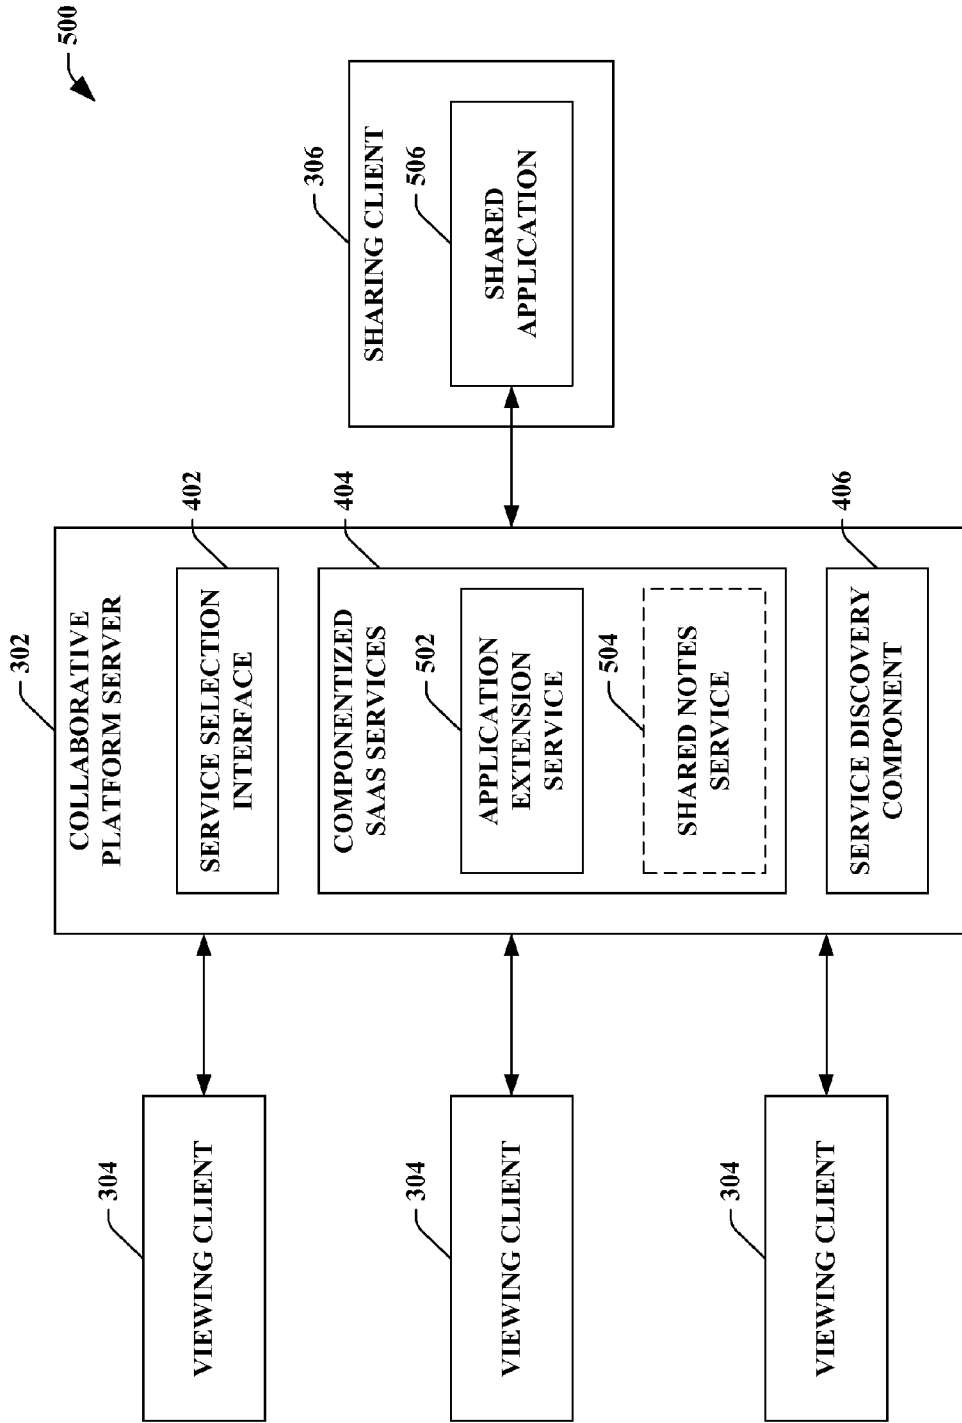 500
COLLABORATIVE
PLATFORM SERVER
302
SERVICE SELECTION
INTERFACE
402
COMPONENTIZED
SAAS SERVICES
404
APPLICATION
EXTENSION
SERVICE
502
SHARED NOTES
SERVICE
504
SERVICE DISCOVERY
COMPONENT
406
VIEWING CLIENT
304
VIEWING CLIENT
304
VIEWING CLIENT
304
SHARING CLIENT
306
SHARED
APPLICATION
506